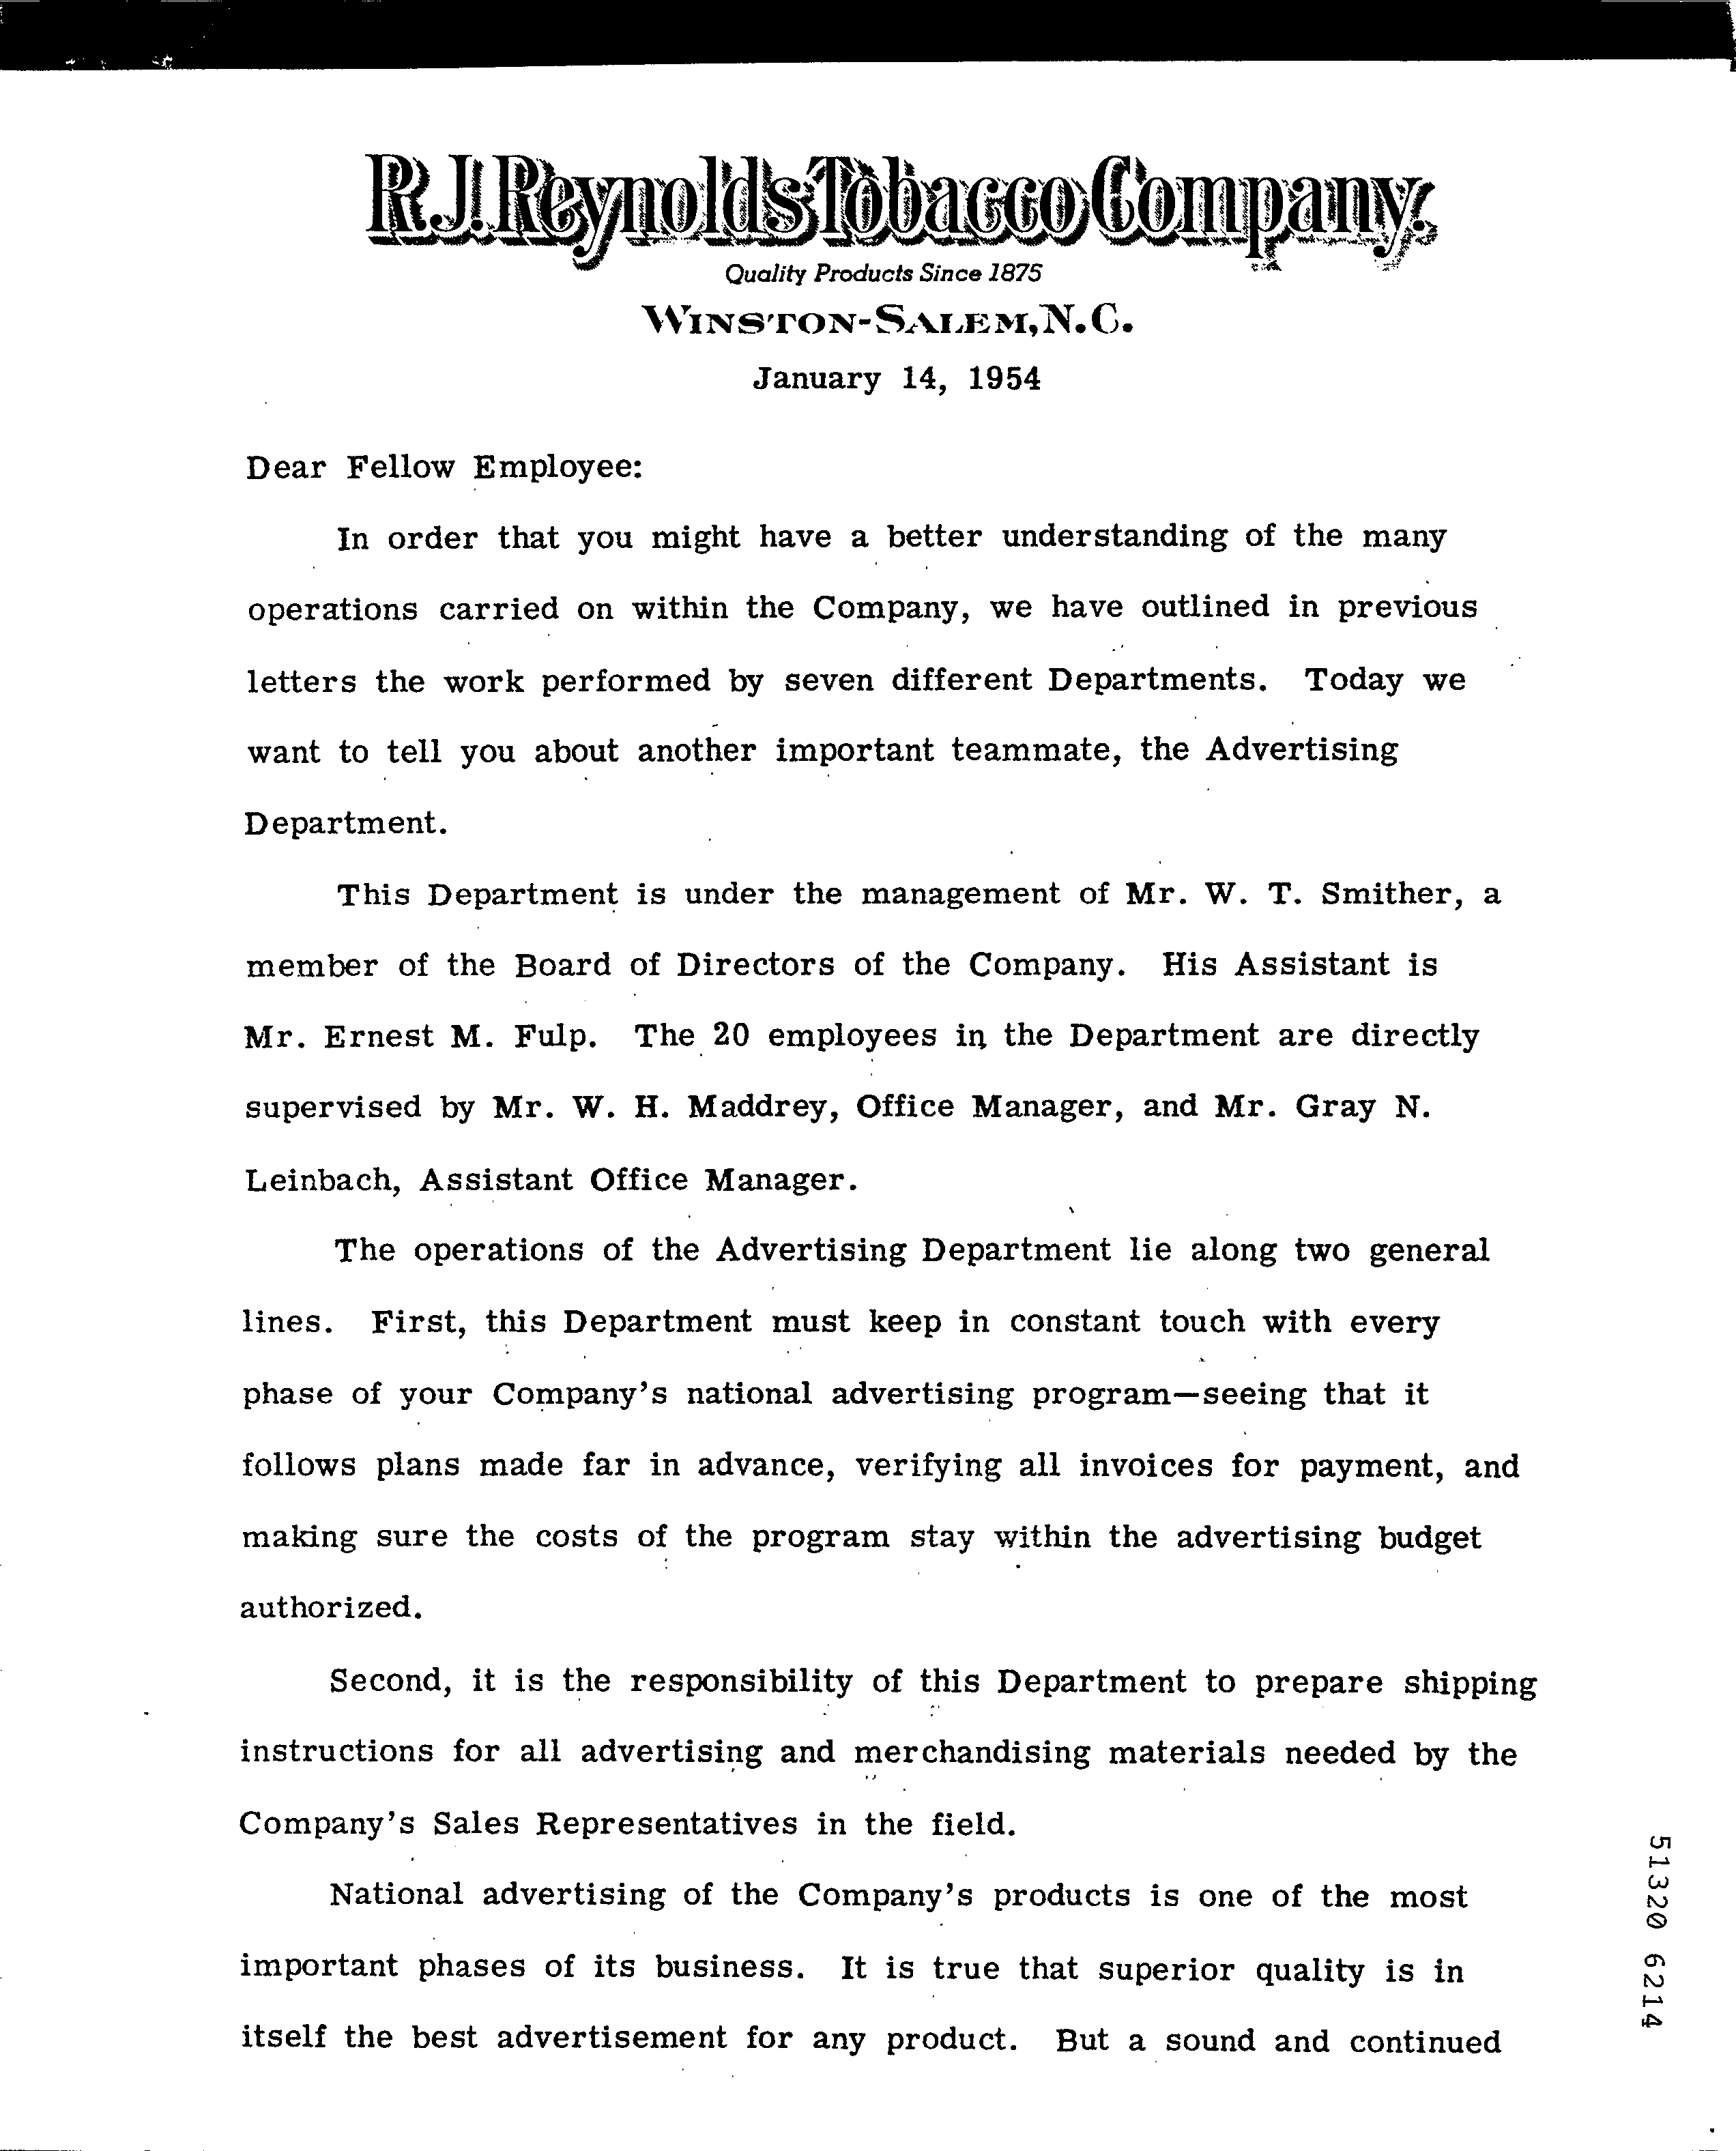 R.J. Reynolds Tobacco Company.
Quality Products Since 1875
WINSTON-SALEM, N.C.
January 14, 1954
Dear Fellow Employee:
In order that you might have a better understanding of the many
operations carried on within the Company, we have outlined in previous
letters the work performed by seven different Departments. Today we
want to tell you about another important teammate, the Advertising
Department.
This Department is under the management of Mr. W. T. Smither, a
member of the Board of Directors of the Company. His Assistant is
Mr. Ernest M. Fulp. The 20 employees in the Department are directly
supervised by Mr. W. H. Maddrey, Office Manager, and Mr. Gray N.
Leinbach, Assistant Office Manager.
The operations of the Advertising Department lie along two general
lines. First, this Department must keep in constant touch with every
phase of your Company's national advertising program—seeing that it
follows plans made far in advance, verifying all invoices for payment, and
making sure the costs of the program stay within the advertising budget
authorized.
Second, it is the responsibility of this Department to prepare shipping
instructions for all advertising and merchandising materials needed by the
Company's Sales Representatives in the field.
National advertising of the Company's products is one of the most
important phases of its business. It is true that superior quality is in
itself the best advertisement for any product. But a sound and continued
51320 6214